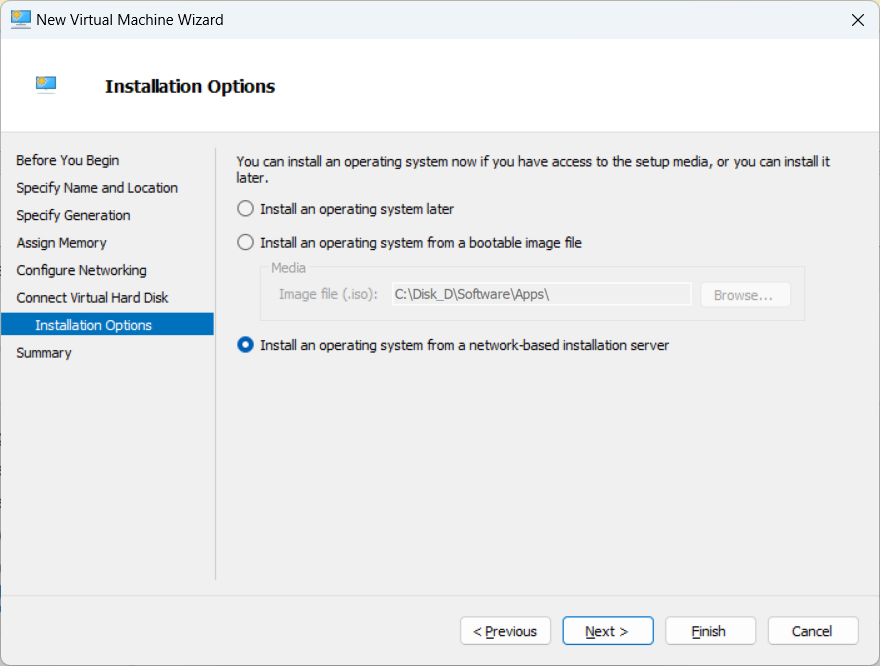 New Virtual Machine Wizard
Installation Options
Before You Begin
Specify Name and Location
Specify Generation
Assign Memory
Configure Networking
Connect Virtual Hard Disk
Installation Options
Summary
You can install an operating system now if you have access to the setup media, or you can install it
later.
Install an operating system later
Install an operating system from a bootable image file
Media
Image file (.iso): C:\Disk_D\Software\Apps\ Browse...
Install an operating system from a network-based installation server
< Previous Next > Finish Cancel